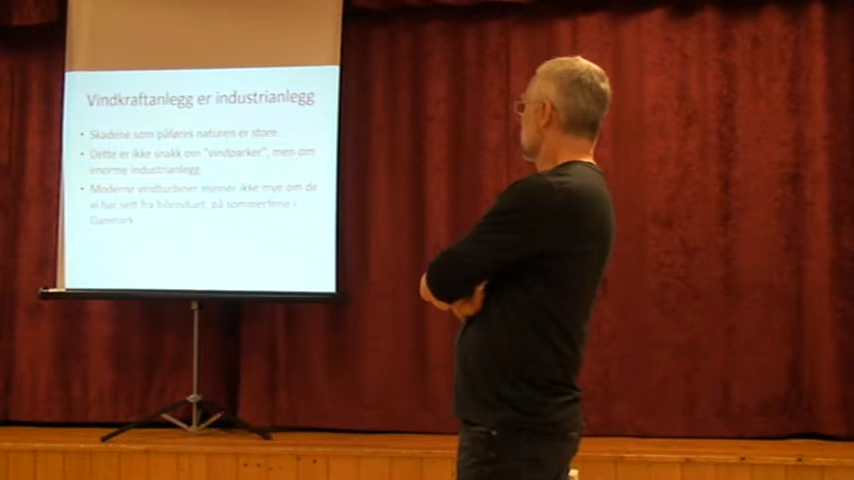 Vindkraftanlegg er industrianlegg
• Skadene som påføres naturen er store.
• Dette er ikke snakk om "vindparker", men om
enorme industrianlegg.
• Moderne vindturbiner minner ikke mye om de
vi har sett fra bilvinduet, på sommerferie i
Danmark.